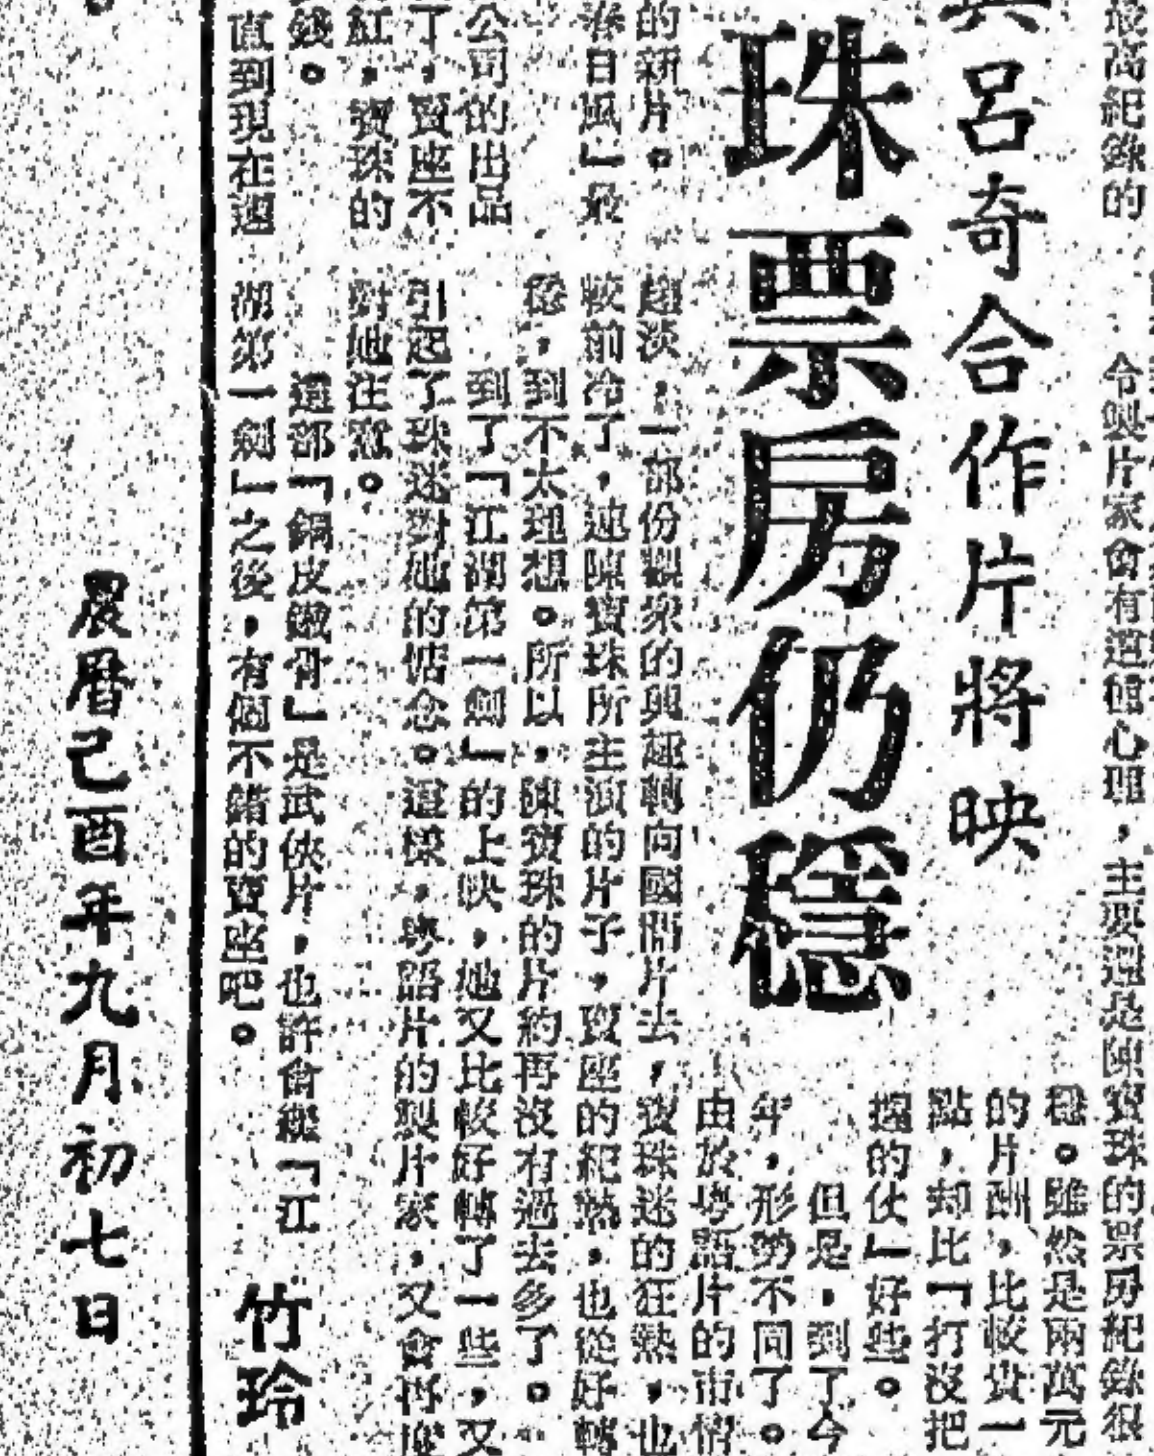 最高紀錄的
令製片家會有這種心理，主要還是陳寶珠的票房紀錄很
穩。雖然是兩萬元
的片酬，比較貴一
點，却比「打沒把
握的仗」好些。
但是，到了今
年，形勢不同了。
由於粵語片的市情
呂奇合作片將映
珠票房仍穩
的新片。
趨淡，一部份觀衆的興趣轉向國語片去，寶珠迷的狂熱，也
春日風」最
較前冷了，連陳寶珠所主演的片子，賣座的紀熱，也從好轉
，到不太理想。所以，陳寶珠的片約再沒有過去多了。
公司的出品
到了「江湖第一劍」的上映，她又比較好轉了一些，又
了，賣座不
引起了珠迷對她的惦念。這樣，粵語片的製片家，又會再度
紅，寶珠的
對她注意。
錢。
這部「銅皮鐵骨」是武俠片，也許會繼「江
直到現在還
湖第一劍」之後，有個不錯的賣座吧。
竹玲
農曆己酉年九月初七日